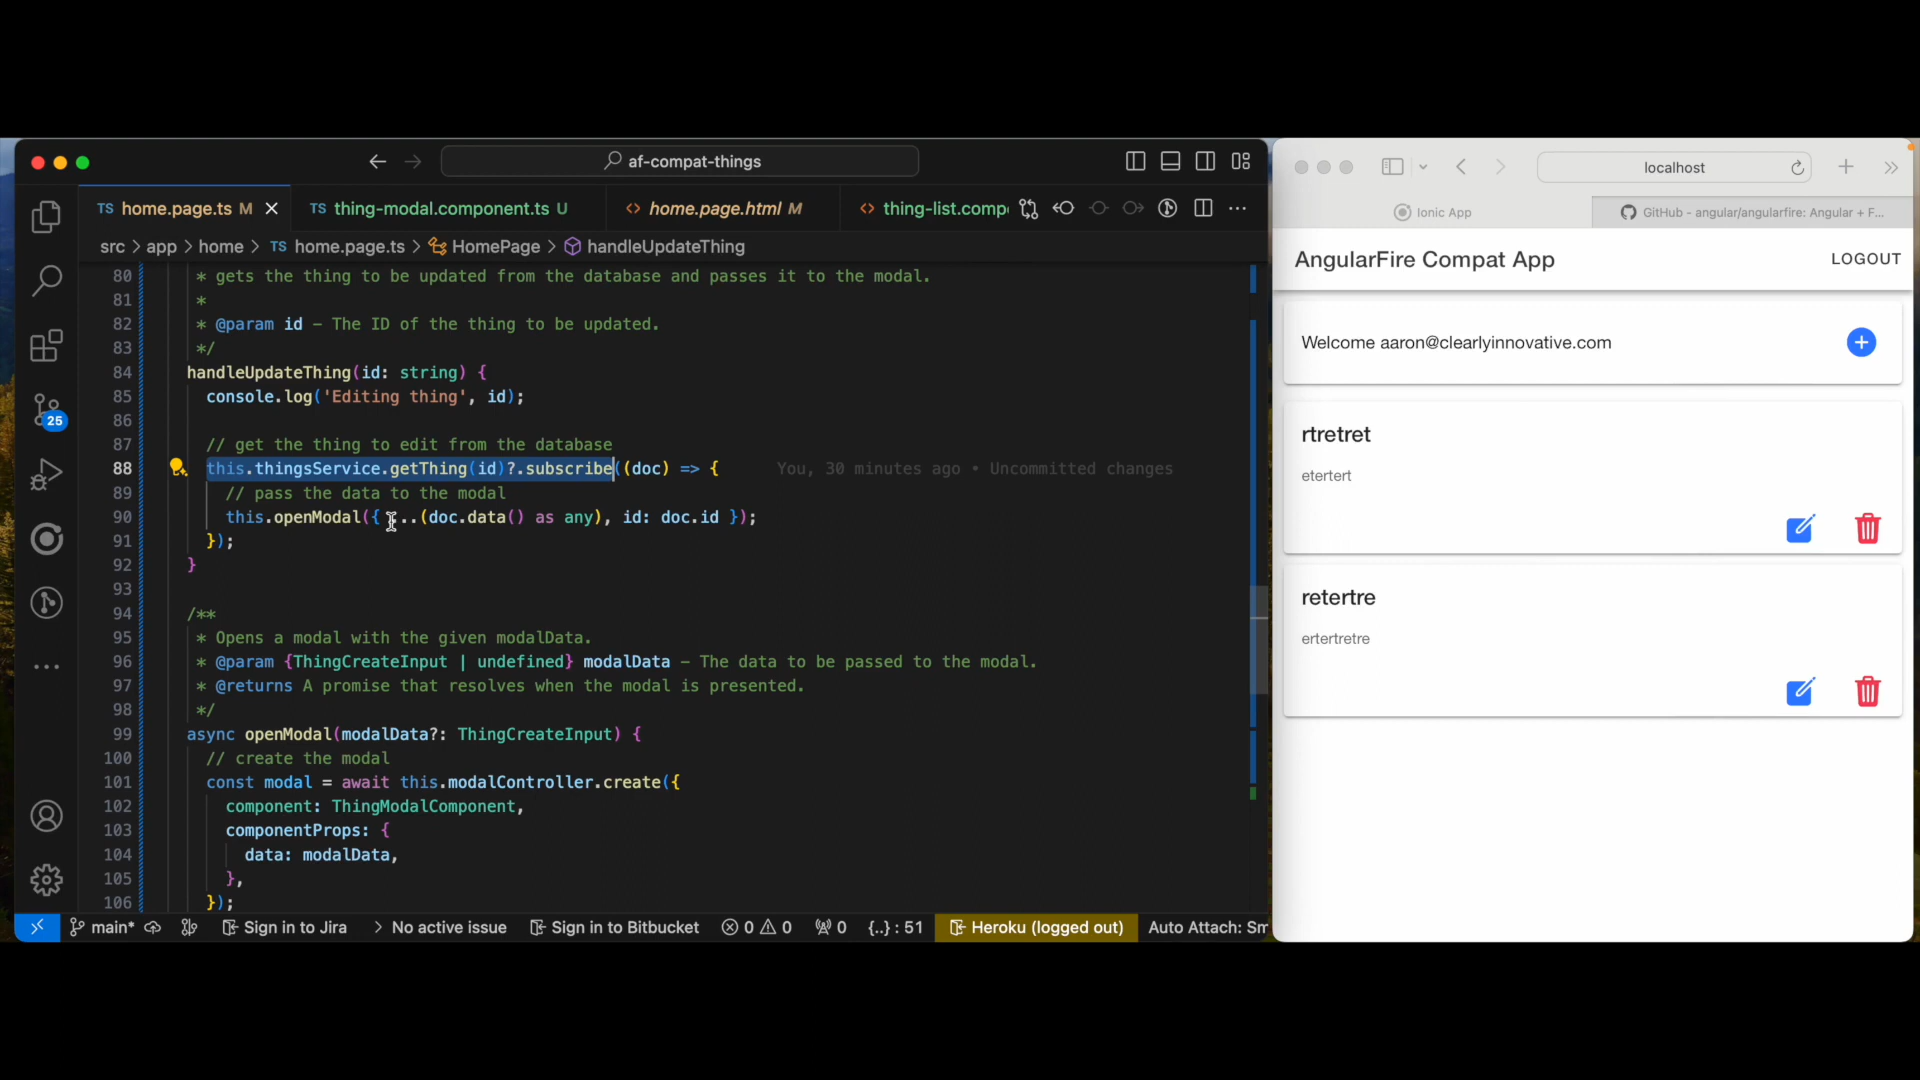 af-compat-things
TS home.page.ts M
TS thing-modal.component.ts U
<> home.page.html M
<> thing-list.comp
src > app > home > TS home.page.ts > HomePage > handleUpdateThing
80 * gets the thing to be updated from the database and passes it to the modal.
81 *
82 * @param id - The ID of the thing to be updated.
83 */
84 handleUpdateThing(id: string) {
85 console.log('Editing thing', id);
86
87 // get the thing to edit from the database
88 this.thingsService.getThing(id)?.subscribe((doc) => { You, 30 minutes ago • Uncommitted changes
89 // pass the data to the modal
90 this.openModal({ ...(doc.data() as any), id: doc.id });
91 });
92 }
93
94 /**
95 * Opens a modal with the given modalData.
96 * @param {ThingCreateInput | undefined} modalData - The data to be passed to the modal.
97 * @returns A promise that resolves when the modal is presented.
98 */
99 async openModal(modalData?: ThingCreateInput) {
100 // create the modal
101 const modal = await this.modalController.create({
102 component: ThingModalComponent,
103 componentProps: {
104 data: modalData,
105 },
106 });
25
main* Sign in to Jira > No active issue Sign in to Bitbucket 0 0 0 {..} : 51 Heroku (logged out) Auto Attach: Sm
localhost
Ionic App
GitHub - angular/angularfire: Angular + F...
AngularFire Compat App
LOGOUT
Welcome aaron@clearlyinnovative.com
rtretret
etertert
retertre
ertertretre